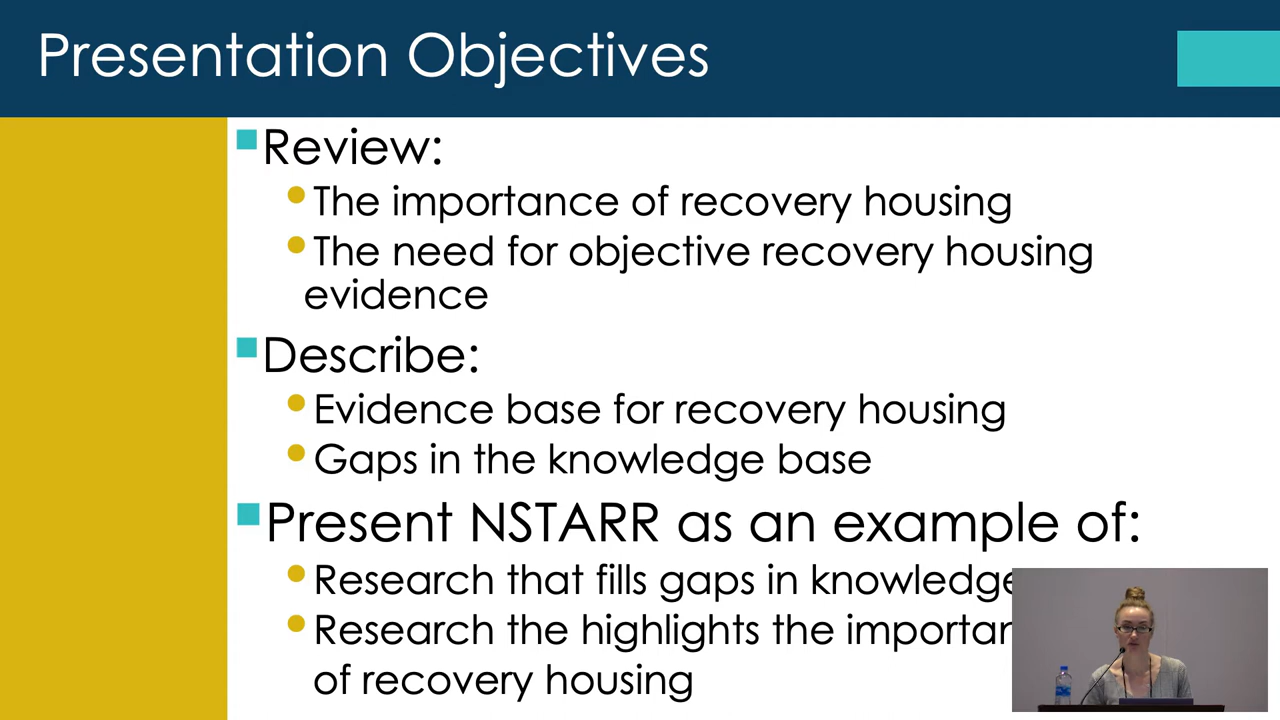 Presentation Objectives
Review:
The importance of recovery housing
The need for objective recovery housing
evidence
Describe:
Evidence base for recovery housing
Gaps in the knowledge base
Present NSTARR as an example of:
Research that fills gaps in knowledge
Research the highlights the
of recovery housing